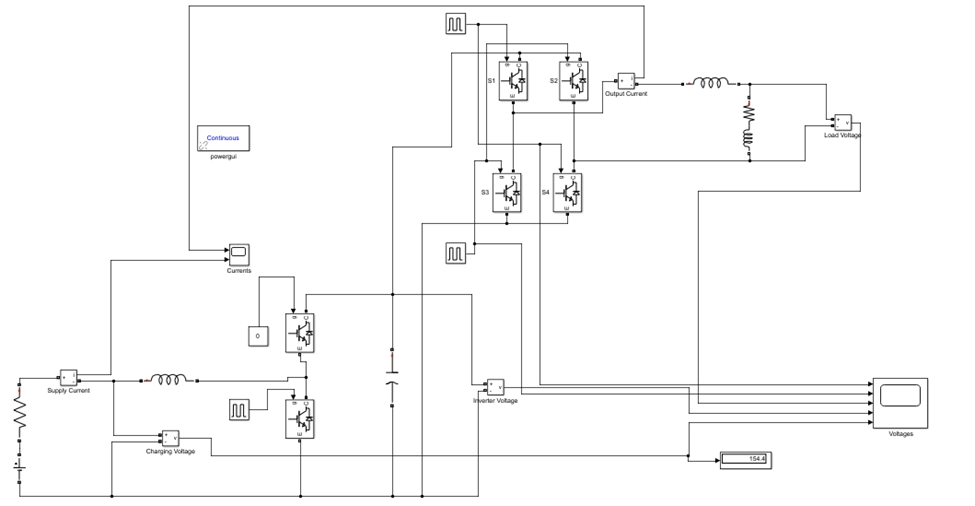 S1
S2
Output Current
Load Voltage
Continuous
powergui
S3
S4
Currents
0
Supply Current
Inverter Voltage
Charging Voltage
Voltages
154.4